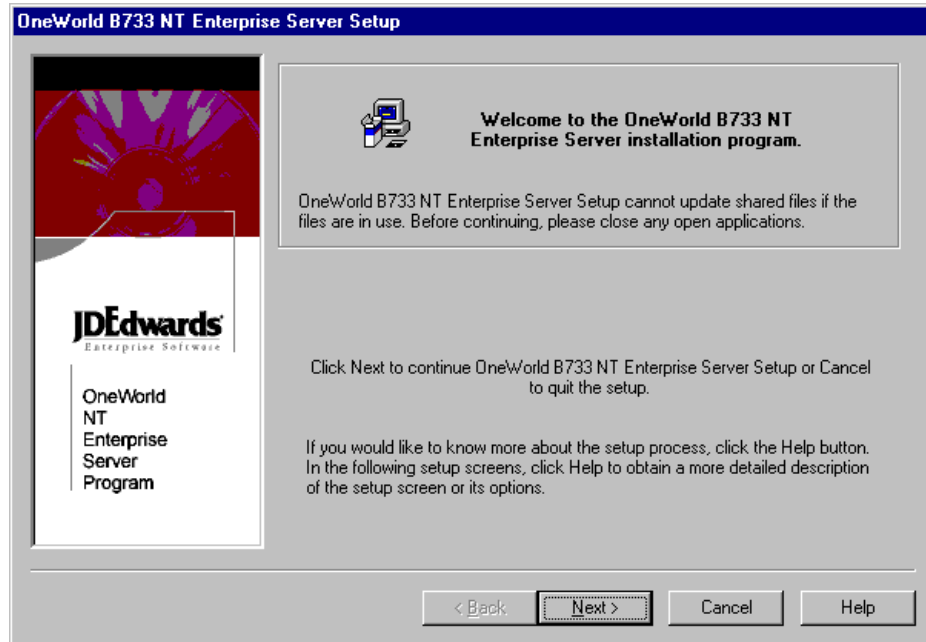 OneWorld B733 NT Enterprise Server Setup
Welcome to the OneWorld B733 NT
Enterprise Server installation program.
OneWorld B733 NT Enterprise Server Setup cannot update shared files if the
files are in use. Before continuing, please close any open applications.
JDEdwards
Enterprise Software
OneWorld
NT
Enterprise
Server
Program
Click Next to continue OneWorld B733 NT Enterprise Server Setup or Cancel
to quit the setup.
If you would like to know more about the setup process, click the Help button.
In the following setup screens, click Help to obtain a more detailed description
of the setup screen or its options.
< Back
Next >
Cancel
Help